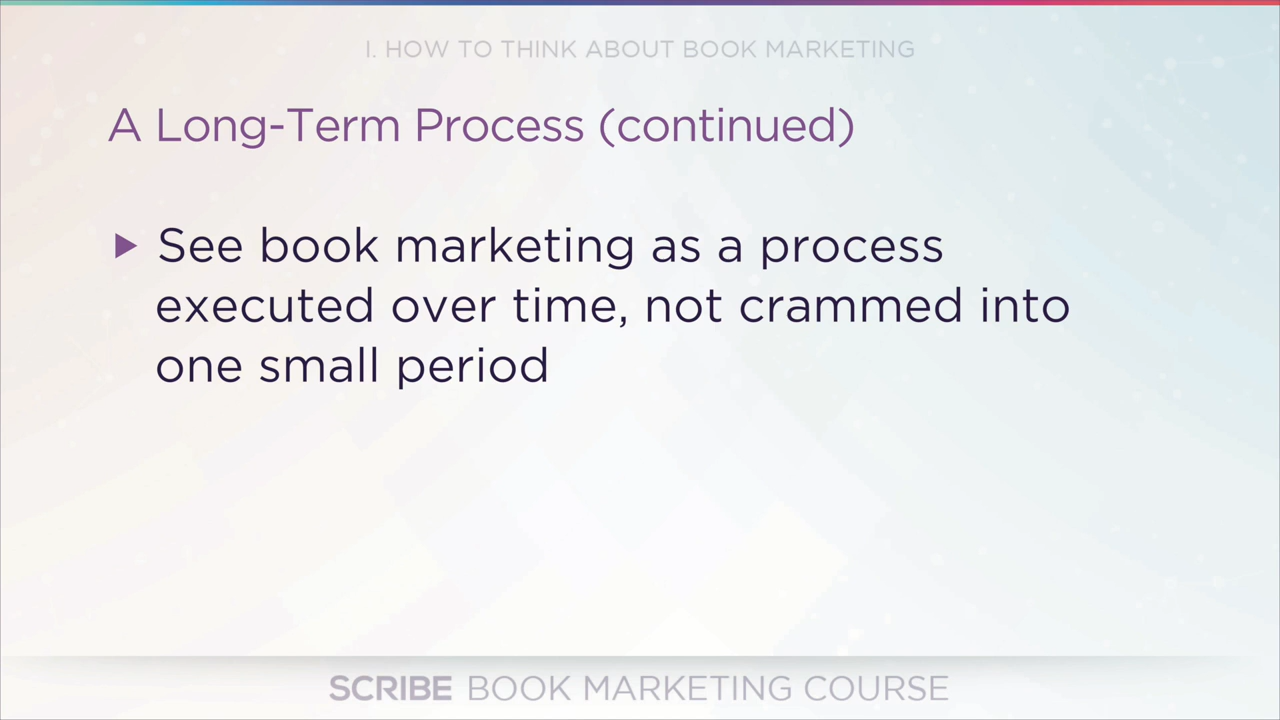 I. HOW TO THINK ABOUT BOOK MARKETING
A Long-Term Process (continued)
See book marketing as a process
executed over time, not crammed into
one small period
SCRIBE BOOK MARKETING COURSE